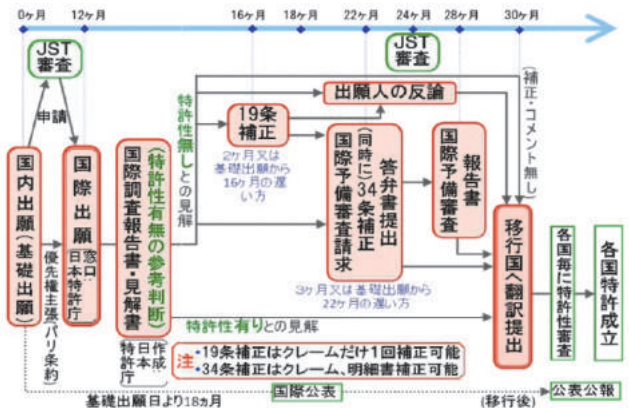 0ヶ月
12ヶ月
16ヶ月
18ヶ月
22ヶ月
24ヶ月
28ヶ月
30ヶ月
JST
審査
JST
審査
申請
国内出願(基礎出願)
優先権主張(パリ条約)
国際出願
窓口:
日本特許庁
国際調査報告書・見解書
(特許性有無の参考判断)
作成:
日本
特許庁
特許性無しとの見解
19条
補正
2ヶ月又は
基礎出願から
16ヶ月の遅
い方
出願人の反論
国際予備審査請求
(同時に)34条補正
答弁書提出
3ヶ月又は基礎出願から
22ヶ月の遅い方
国際予備審査
報告書
(補正・コメント無し)
移行国へ翻訳提出
各国毎に特許性審査
各国特許成立
特許性有りとの見解
注
・19条補正はクレームだけ1回補正可能
・34条補正はクレーム、明細書補正可能
基礎出願日より18ヵ月
国際公表
(移行後)
公表公報